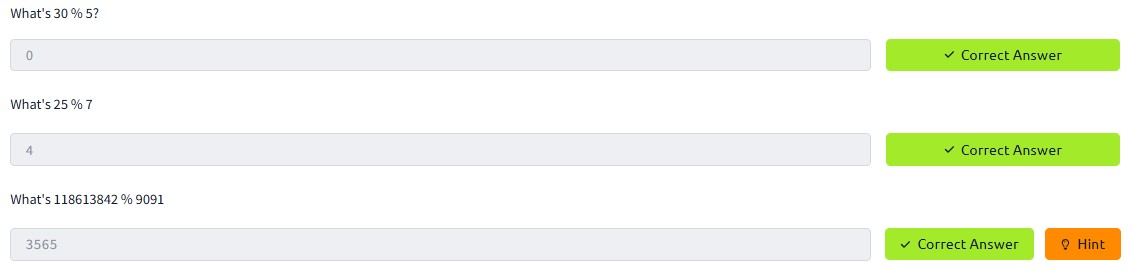 What's 30 % 5?
0
Correct Answer
What's 25 % 7
4
Correct Answer
What's 118613842 % 9091
3565
Correct Answer
Hint